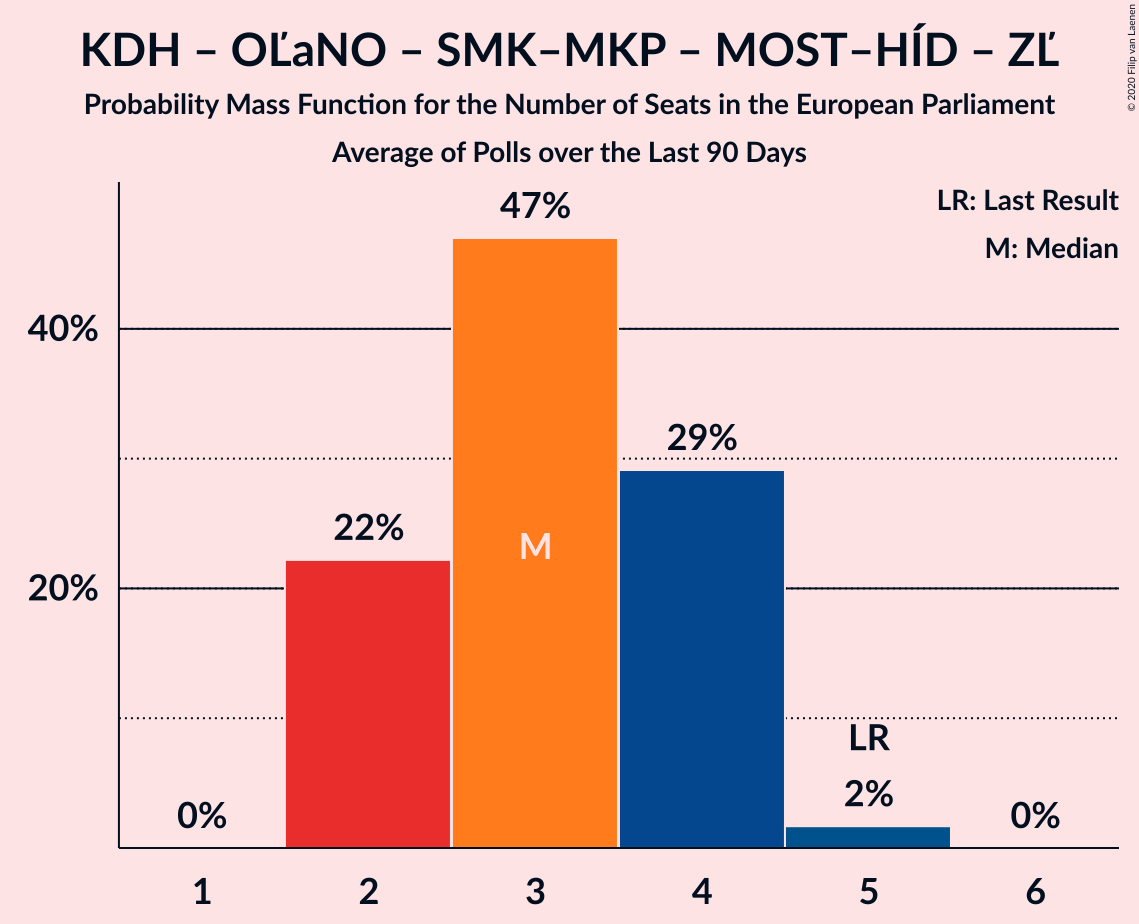 KDH – OĽaNO – SMK–MKP – MOST–HÍD – ZĽ
Probability Mass Function for the Number of Seats in the European Parliament
Average of Polls over the Last 90 Days
© 2020 Filip van Laenen
LR: Last Result
M: Median
47%
40%
29%
22%
M
20%
LR
2%
0%
0%
1 2 3 4 5 6